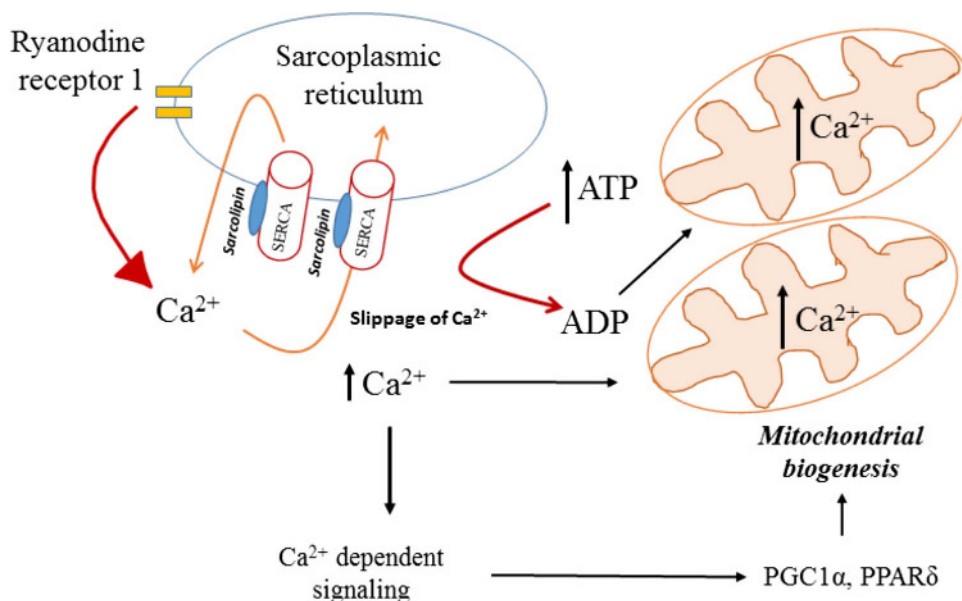 Ryanodine
receptor 1
Sarcoplasmic
reticulum
Sarcolipin
SERCA
Sarcolipin
SERCA
Ca²⁺
Slippage of Ca²⁺
Ca²⁺
ATP
ADP
Ca²⁺
Ca²⁺
Mitochondrial
biogenesis
Ca²⁺ dependent
signaling
PGC1α, PPARδ